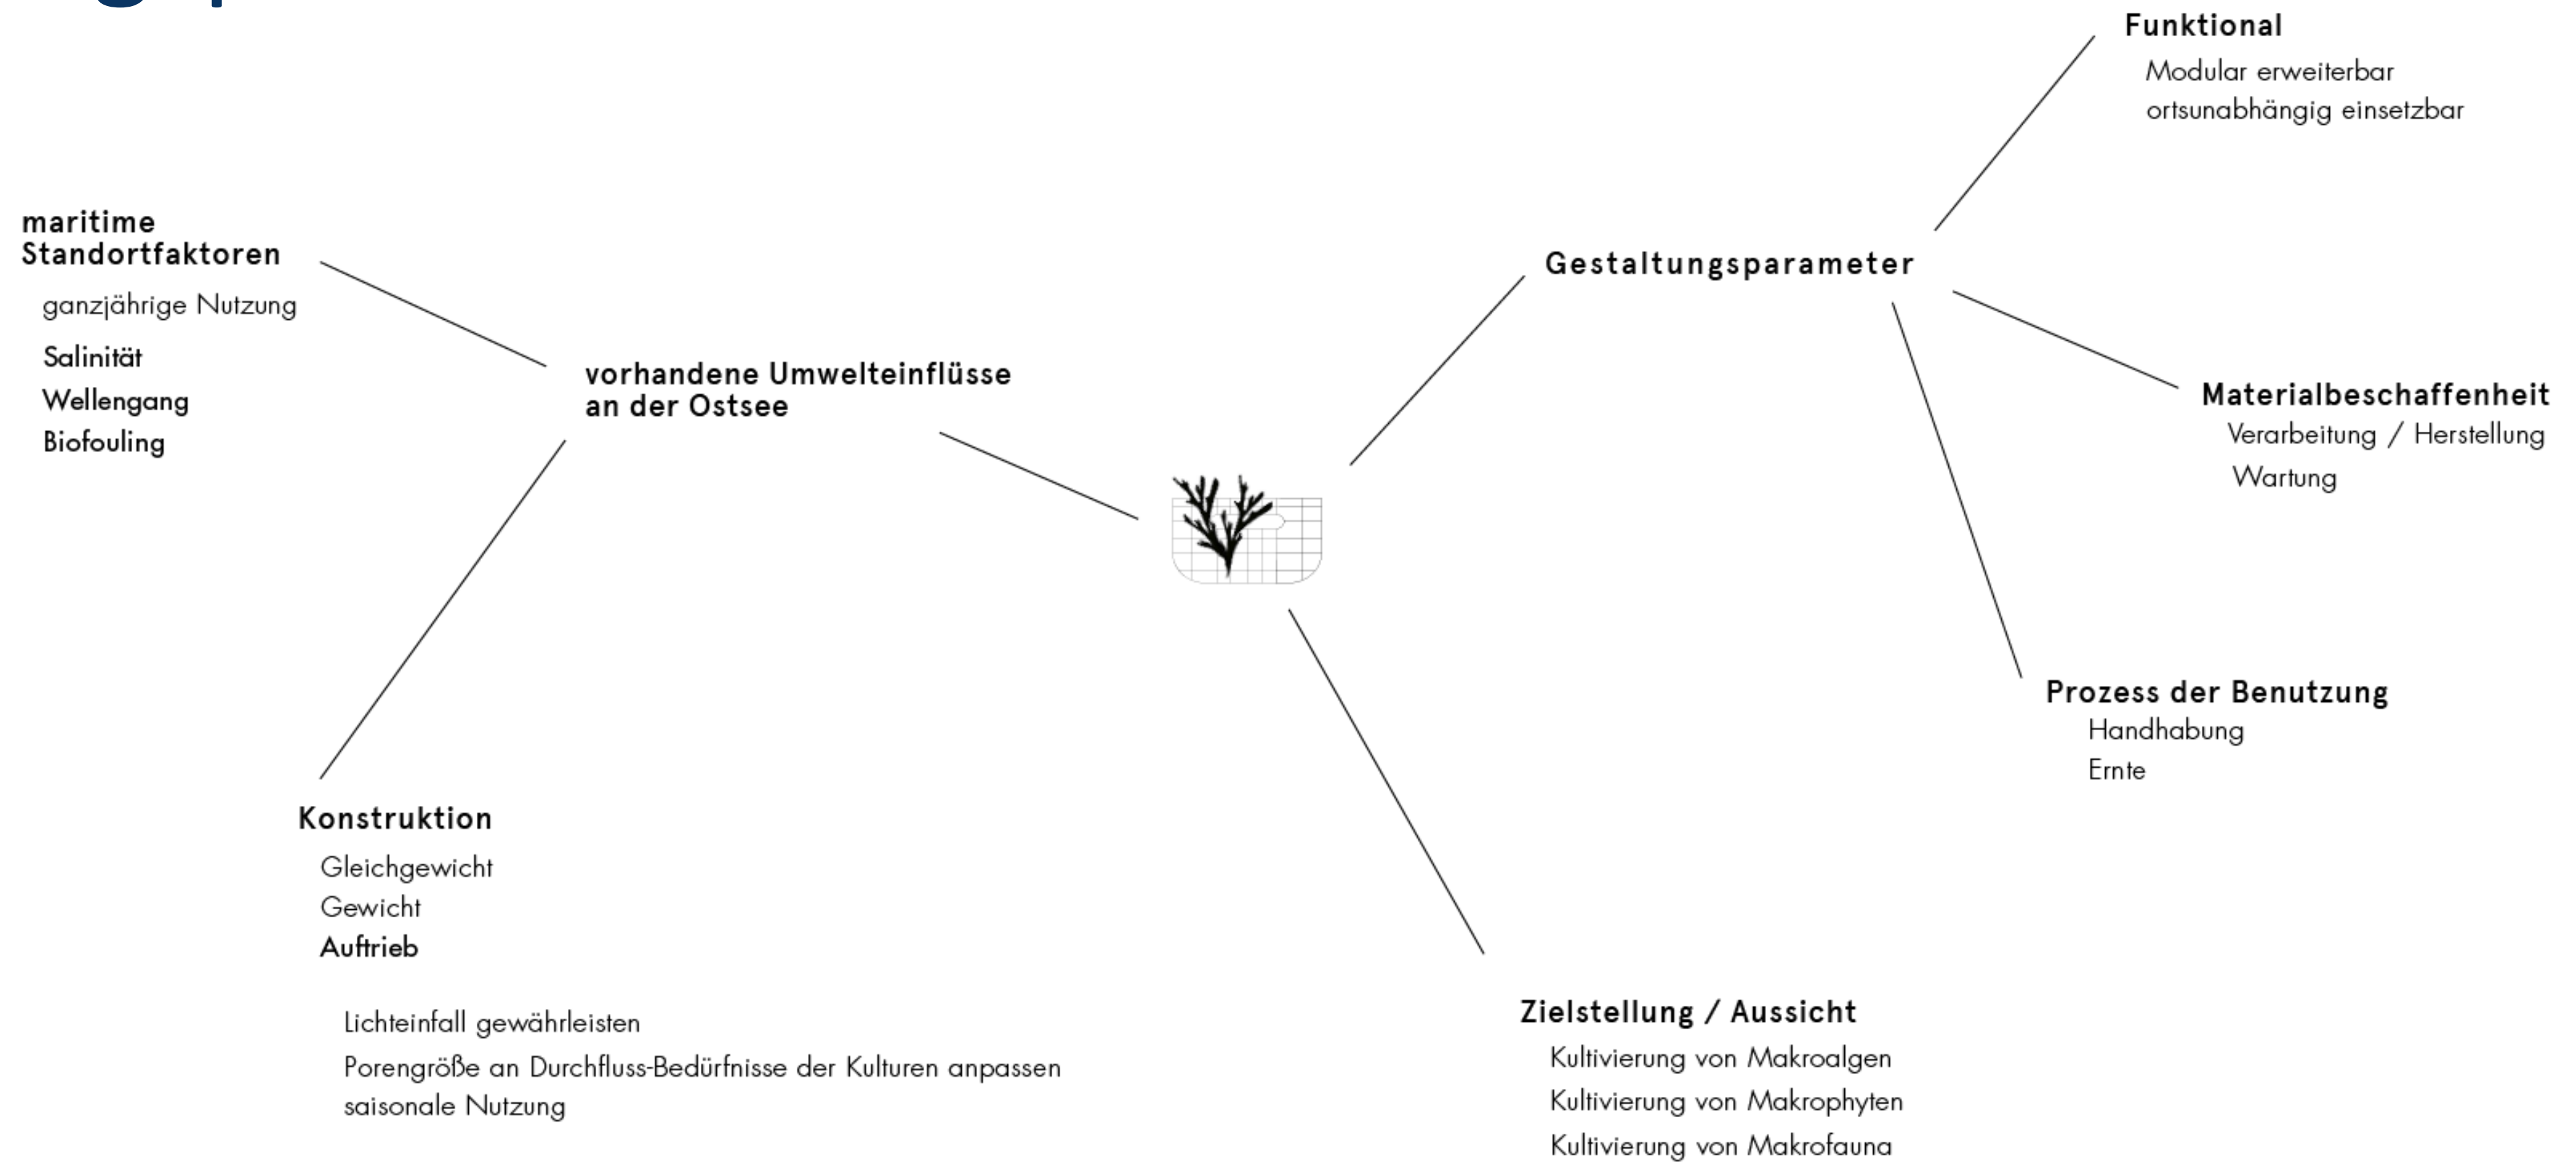 Funktional
Modular erweiterbar
ortsunabhängig einsetzbar
maritime
Standortfaktoren
ganzjährige Nutzung
Salinität
Wellengang
Biofouling
vorhandene Umwelteinflüsse
an der Ostsee
Gestaltungsparameter
Materialbeschaffenheit
Verarbeitung / Herstellung
Wartung
Prozess der Benutzung
Handhabung
Ernte
Konstruktion
Gleichgewicht
Gewicht
Auftrieb
Lichteinfall gewährleisten
Porengröße an Durchfluss-Bedürfnisse der Kulturen anpassen
saisonale Nutzung
Zielstellung / Aussicht
Kultivierung von Makroalgen
Kultivierung von Makrophyten
Kultivierung von Makrofauna